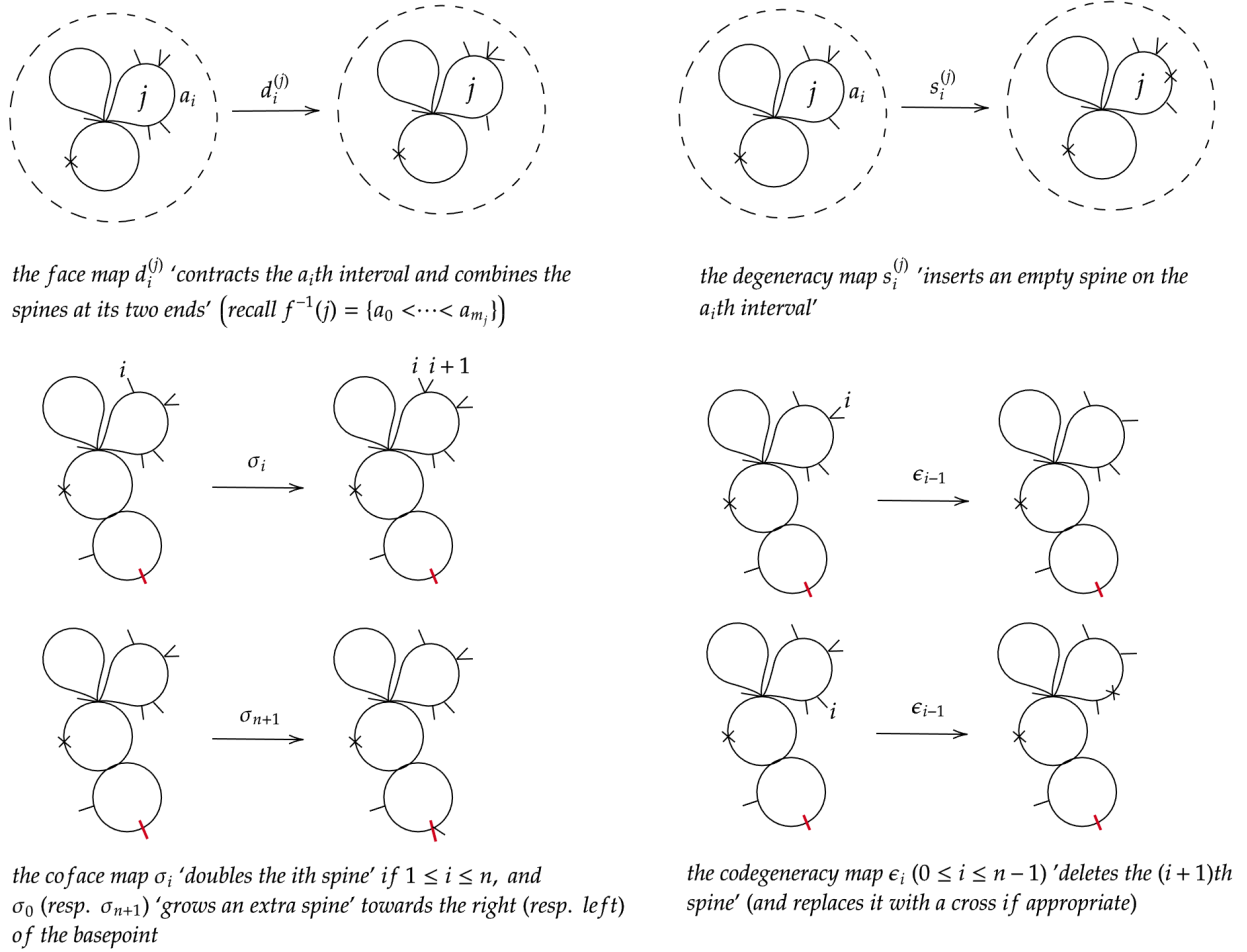 j a_i d_i^{(j)} j
j a_i s_i^{(j)} j
the face map d_i^{(j)} ‘contracts the a_ith interval and combines the
spines at its two ends’ (recall f^{−1}(j) = {a_0 <⋯< a_{m_j}})
the degeneracy map s_i^{(j)} ’inserts an empty spine on the
a_ith interval’
i σ_i i i + 1
i ϵ_{i−1}
σ_{n+1}
i ϵ_{i−1}
the coface map σ_i ‘doubles the ith spine’ if 1 ≤ i ≤ n, and
σ_0 (resp. σ_{n+1}) ‘grows an extra spine’ towards the right (resp. left)
of the basepoint
the codegeneracy map ϵ_i (0 ≤ i ≤ n − 1) ’deletes the (i + 1)th
spine’ (and replaces it with a cross if appropriate)